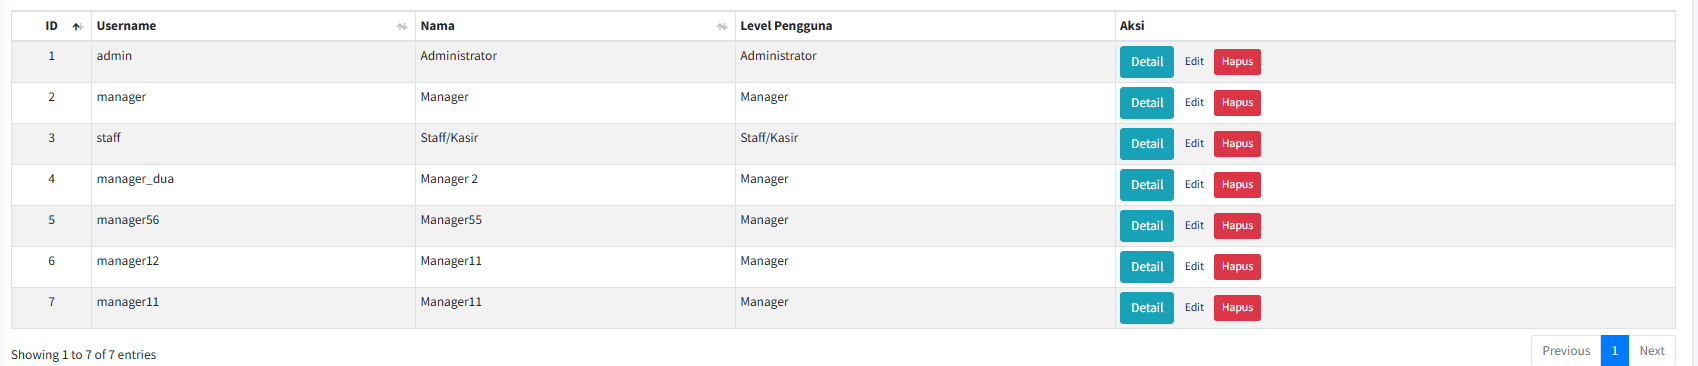 ID Username Nama Level Pengguna Aksi
1 admin Administrator Administrator Detail Edit Hapus
2 manager Manager Manager Detail Edit Hapus
3 staff Staff/Kasir Staff/Kasir Detail Edit Hapus
4 manager_dua Manager 2 Manager Detail Edit Hapus
5 manager56 Manager55 Manager Detail Edit Hapus
6 manager12 Manager11 Manager Detail Edit Hapus
7 manager11 Manager11 Manager Detail Edit Hapus
Showing 1 to 7 of 7 entries Previous 1 Next